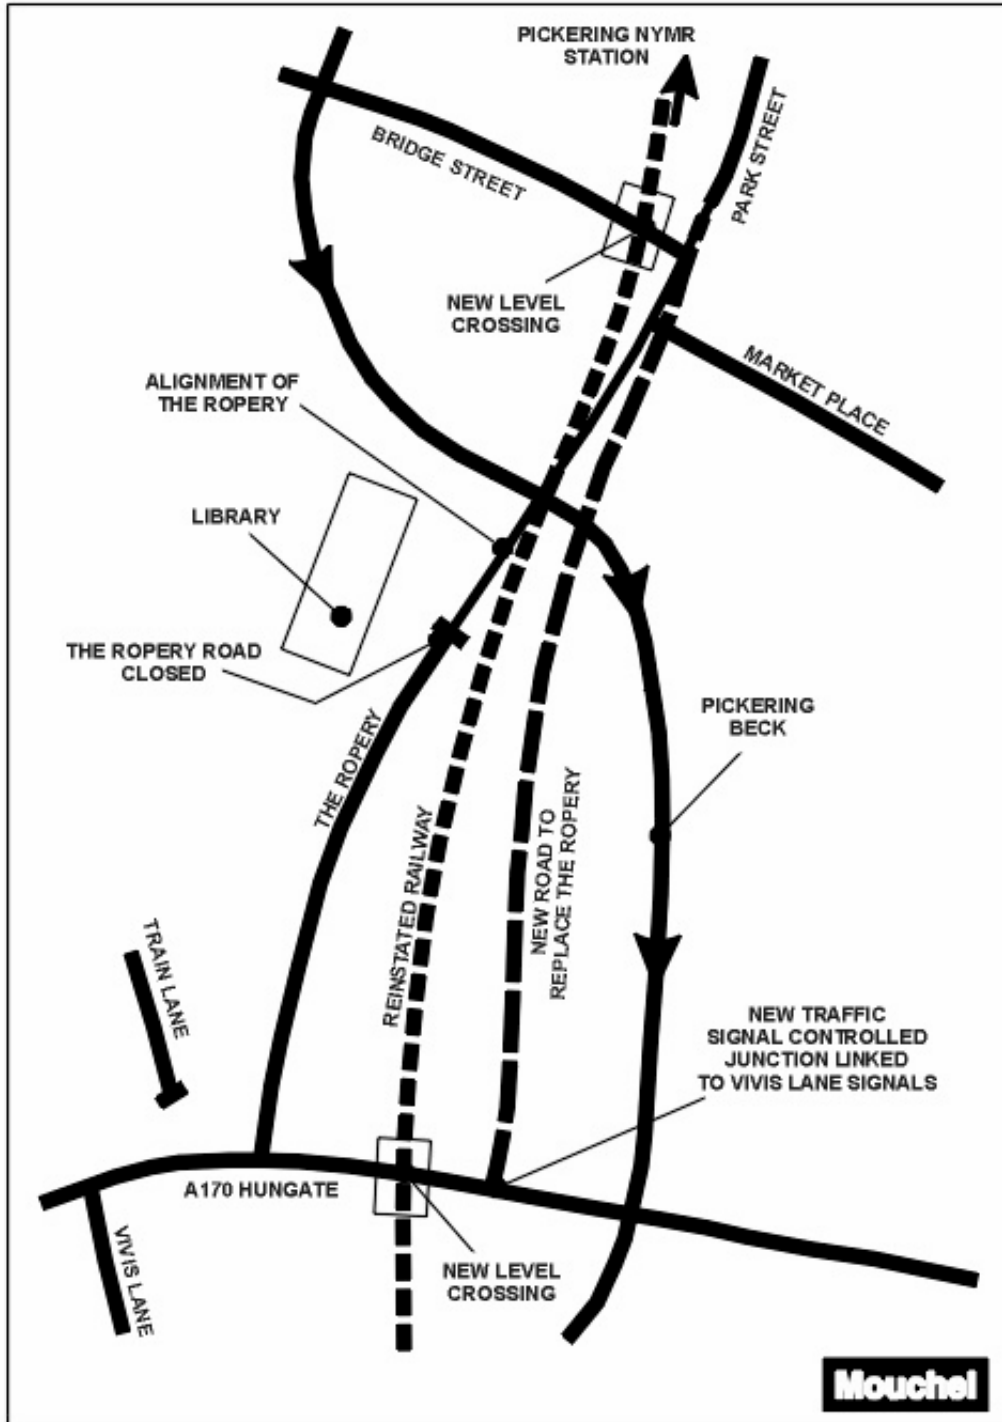 PICKERING NYMR
STATION
PARK STREET
BRIDGE STREET
NEW LEVEL
CROSSING
MARKET PLACE
ALIGNMENT OF
THE ROPERY
LIBRARY
THE ROPERY ROAD
CLOSED
PICKERING
BECK
THE ROPERY
REINSTATED RAILWAY
NEW ROAD TO
REPLACE THE ROPERY
TRAIN LANE
NEW TRAFFIC
SIGNAL CONTROLLED
JUNCTION LINKED
TO VIVIS LANE SIGNALS
A170 HUNGATE
VIVIS LANE
NEW LEVEL
CROSSING
Mouchel